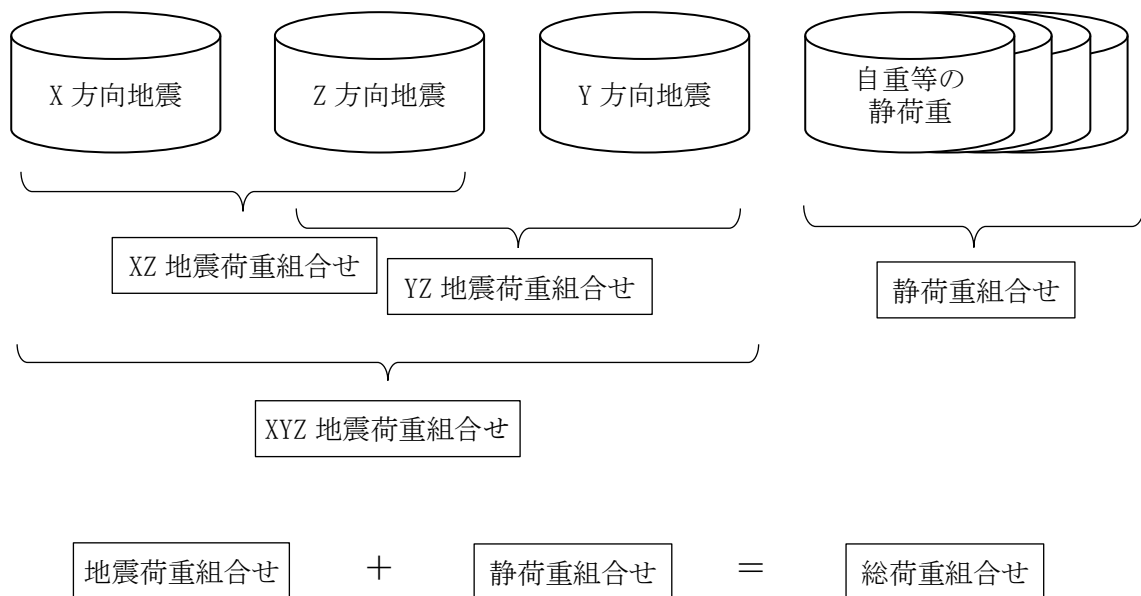 X 方向地震
Z 方向地震
Y 方向地震
自重等の
静荷重
XZ 地震荷重組合せ
YZ 地震荷重組合せ
静荷重組合せ
XYZ 地震荷重組合せ
地震荷重組合せ + 静荷重組合せ = 総荷重組合せ